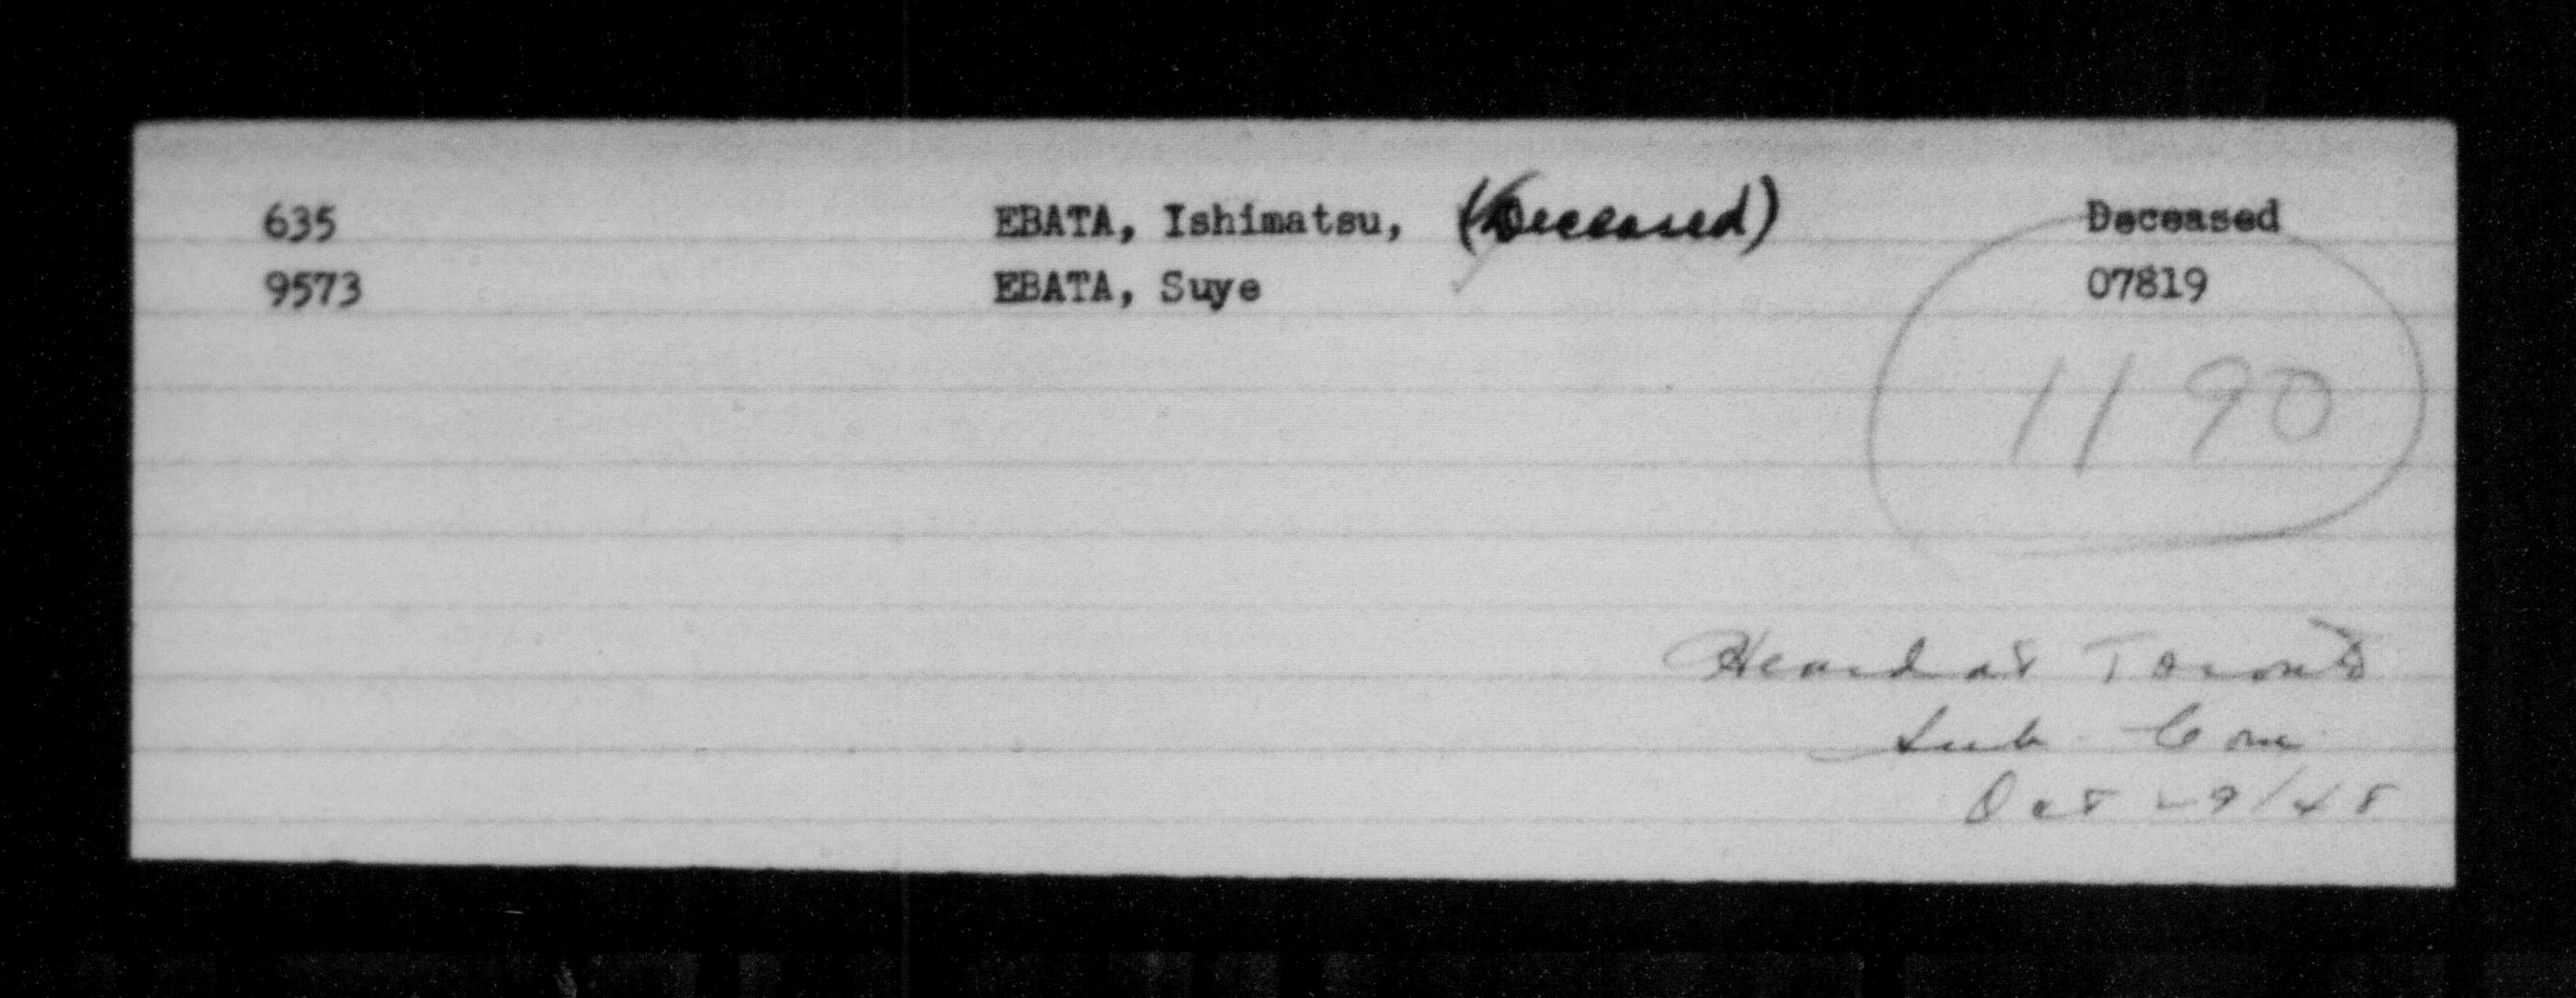 635 EBATA, Ishimatsu, (Deceased) Deceased
9573 EBATA, Suye 07819
1190
Heard at Toronto
Sub Com
Oct 29/48